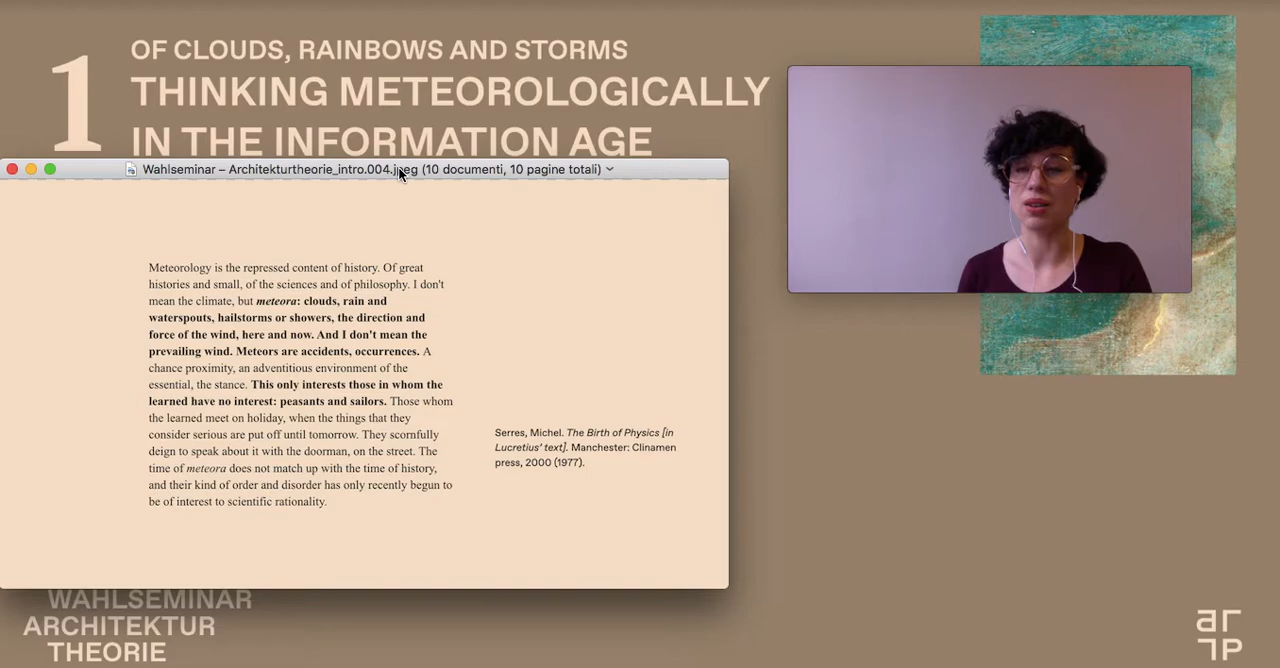 1
OF CLOUDS, RAINBOWS AND STORMS
THINKING METEOROLOGICALLY
IN THE INFORMATION AGE
Wahlseminar – Architekturtheorie_intro.004.jpeg (10 documenti, 10 pagine totali)
Meteorology is the repressed content of history. Of great
histories and small, of the sciences and of philosophy. I don't
mean the climate, but meteora: clouds, rain and
waterspouts, hailstorms or showers, the direction and
force of the wind, here and now. And I don't mean the
prevailing wind. Meteors are accidents, occurrences. A
chance proximity, an adventitious environment of the
essential, the stance. This only interests those in whom the
learned have no interest: peasants and sailors. Those whom
the learned meet on holiday, when the things that they
consider serious are put off until tomorrow. They scornfully
deign to speak about it with the doorman, on the street. The
time of meteora does not match up with the time of history,
and their kind of order and disorder has only recently begun to
be of interest to scientific rationality.
Serres, Michel. The Birth of Physics [in
Lucretius' text]. Manchester: Clinamen
press, 2000 (1977).
WAHLSEMINAR
ARCHITEKTUR
THEORIE